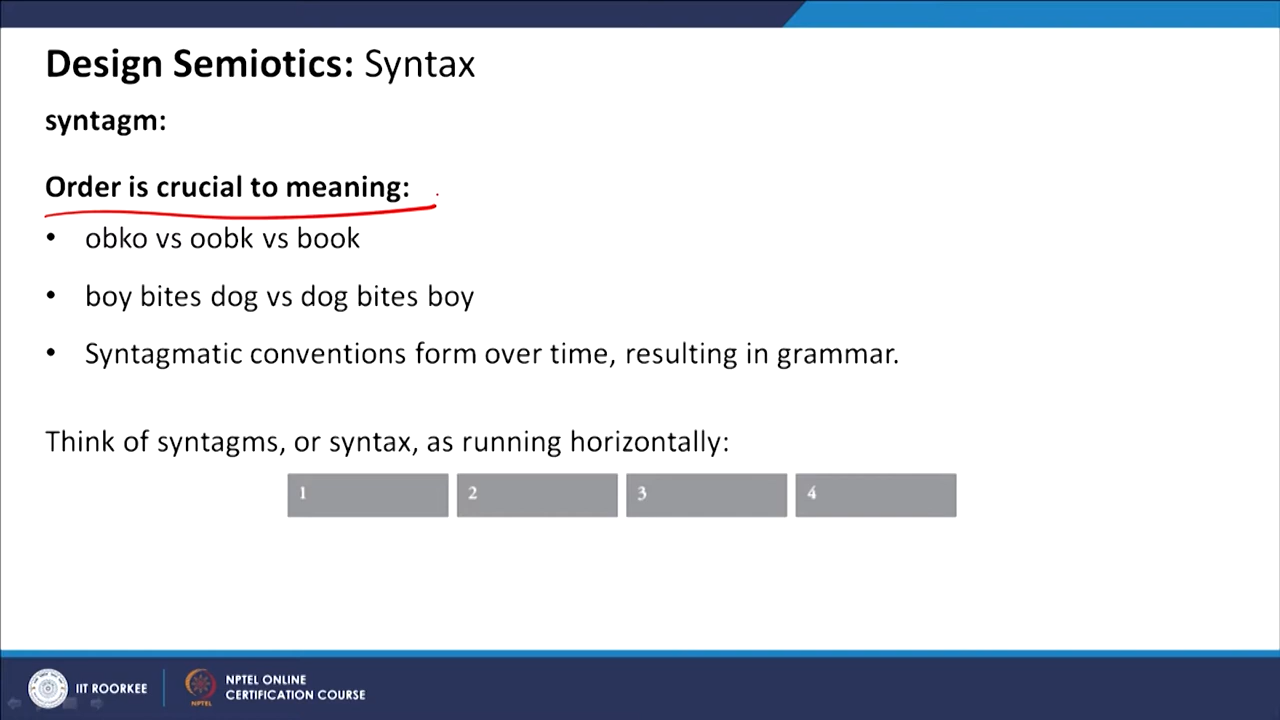 Design Semiotics: Syntax
syntagm:
Order is crucial to meaning:
• obko vs oobk vs book
• boy bites dog vs dog bites boy
• Syntagmatic conventions form over time, resulting in grammar.
Think of syntagms, or syntax, as running horizontally:
1 2 3 4
IIT ROORKEE
NPTEL
NPTEL ONLINE
CERTIFICATION COURSE